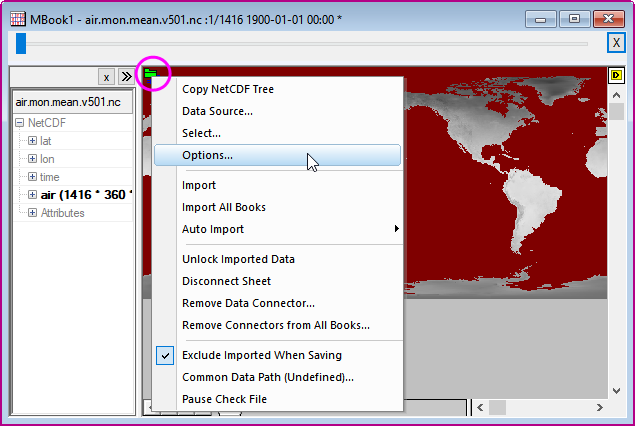 MBook1 - air.mon.mean.v501.nc :1/1416 1900-01-01 00:00 *
X
x
D
air.mon.mean.v501.nc
NetCDF
lat
lon
time
air (1416 * 360 *
Attributes
Copy NetCDF Tree
Data Source...
Select...
Options...
Import
Import All Books
Auto Import
Unlock Imported Data
Disconnect Sheet
Remove Data Connector...
Remove Connectors from All Books...
Exclude Imported When Saving
Common Data Path (Undefined)...
Pause Check File